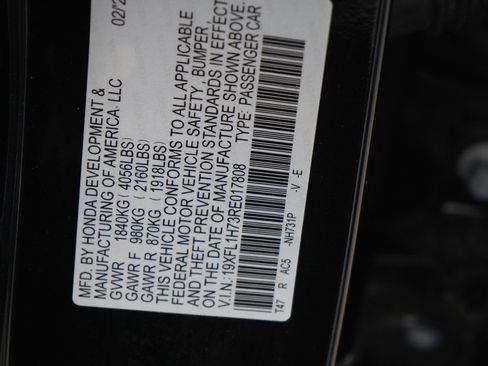 MFD. BY HONDA DEVELOPMENT &
MANUFACTURING OF AMERICA, LLC 02/2
GVWR 1840KG ( 4056LBS)
GAWR F 980KG ( 2160LBS)
GAWR R 870KG ( 1918LBS)
THIS VEHICLE CONFORMS TO ALL APPLICABLE
FEDERAL MOTOR VEHICLE SAFETY, BUMPER,
AND THEFT PREVENTION STANDARDS IN EFFECT
ON THE DATE OF MANUFACTURE SHOWN ABOVE.
V.I.N.:19XFL1H73RE017808 TYPE: PASSENGER CAR
T47 R AC5 -NH731P -V -E